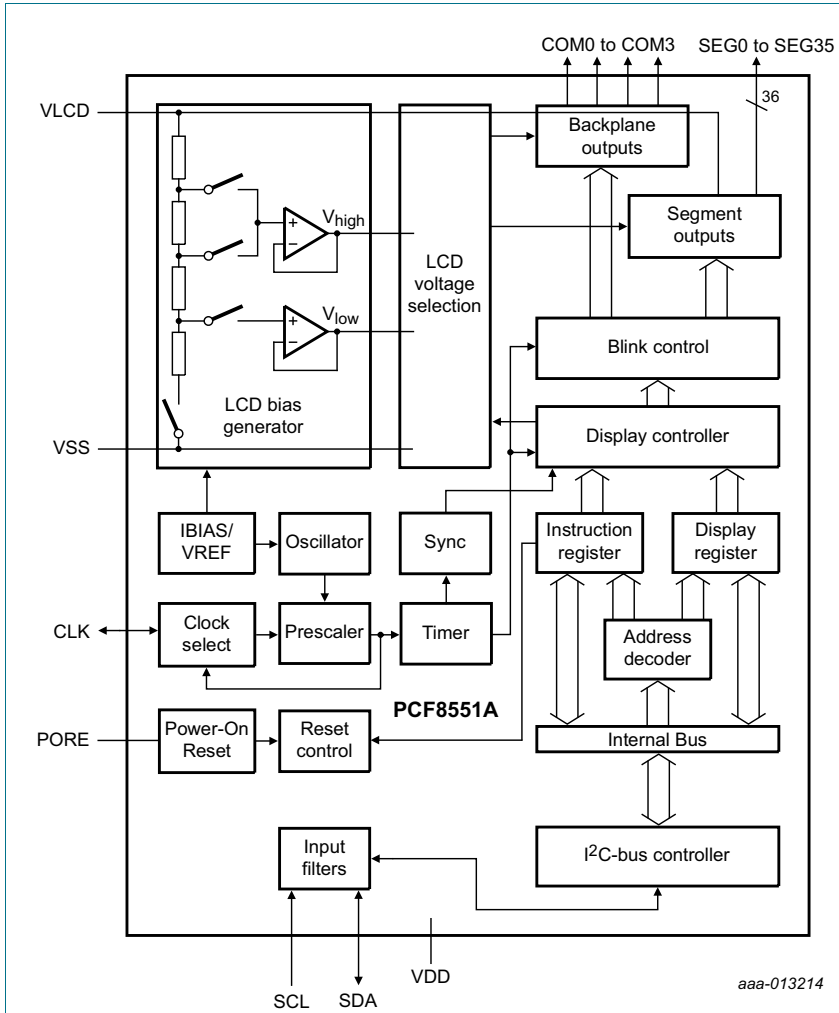 COM0 to COM3
SEG0 to SEG35
36
VLCD
Backplane
outputs
Vhigh
Segment
outputs
LCD
voltage
selection
Vlow
Blink control
LCD bias
generator
VSS
Display controller
IBIAS/
VREF
Oscillator
Sync
Instruction
register
Display
register
CLK
Clock
select
Prescaler
Timer
Address
decoder
PCF8551A
PORE
Power-On
Reset
Reset
control
Internal Bus
Input
filters
I2C-bus controller
VDD
SCL
SDA
aaa-013214